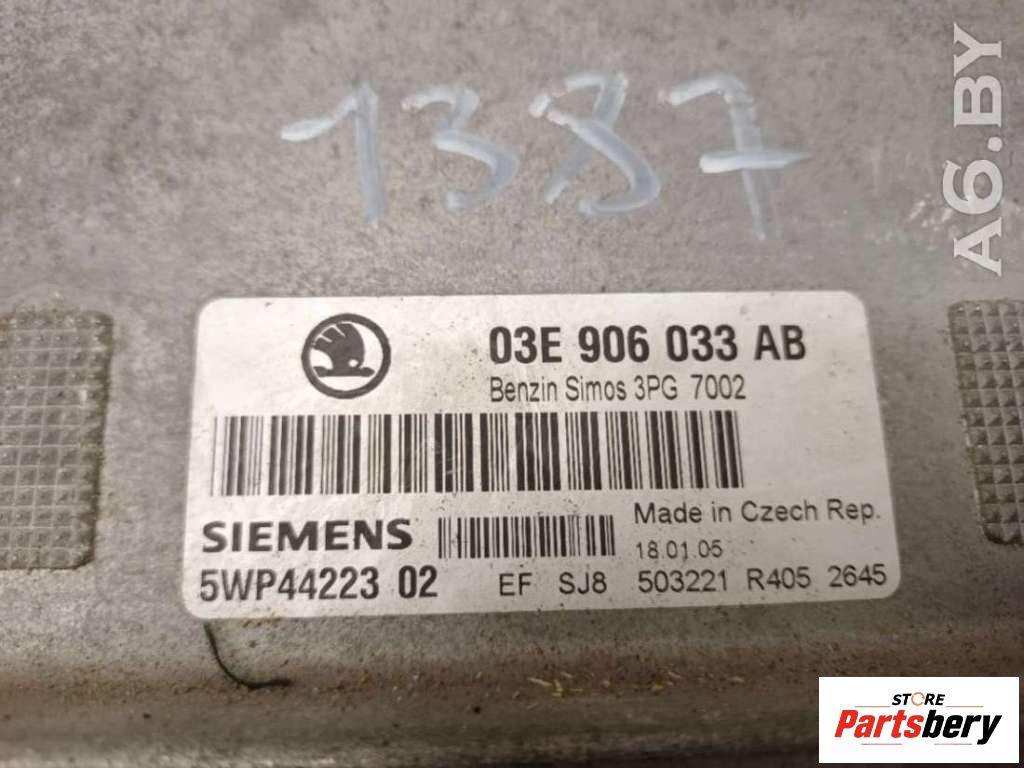 1387
A6.BY
03E 906 033 AB
Benzin Simos 3PG 7002
SIEMENS
Made in Czech Rep.
18.01.05
5WP44223 02 EF SJ8 503221 R405 2645
STORE
Partsbery